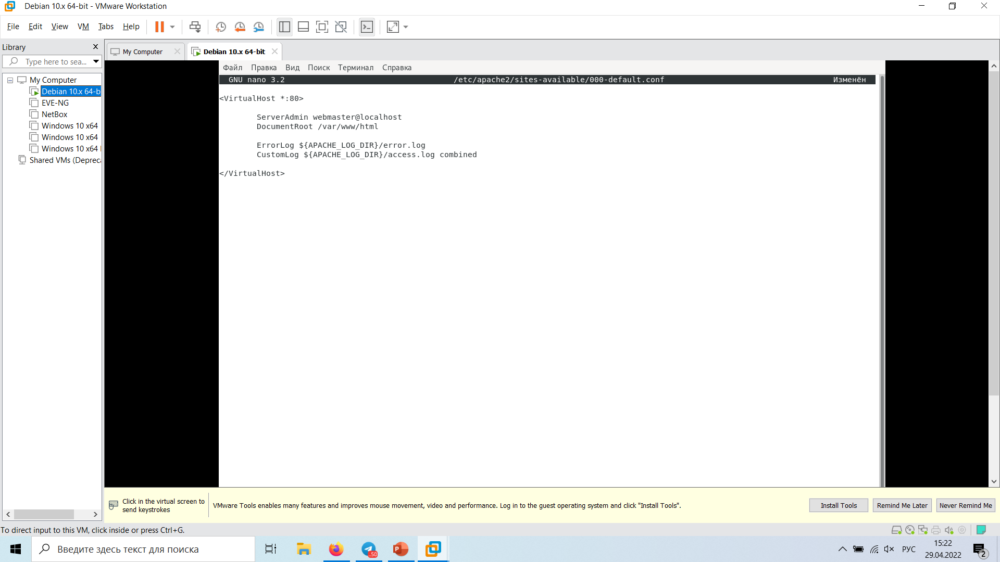 Debian 10.x 64-bit - VMware Workstation
File Edit View VM Tabs Help
Library
Type here to sea...
My Computer
Debian 10.x 64-b
EVE-NG
NetBox
Windows 10 x64
Windows 10 x64
Windows 10 x64
Shared VMs (Depreca
My Computer
Debian 10.x 64-bit
Файл Правка Вид Поиск Терминал Справка
GNU nano 3.2 /etc/apache2/sites-available/000-default.conf Изменён
<VirtualHost *:80>
ServerAdmin webmaster@localhost
DocumentRoot /var/www/html
ErrorLog ${APACHE_LOG_DIR}/error.log
CustomLog ${APACHE_LOG_DIR}/access.log combined
</VirtualHost>
Click in the virtual screen to
send keystrokes
VMware Tools enables many features and improves mouse movement, video and performance. Log in to the guest operating system and click "Install Tools".
Install Tools
Remind Me Later
Never Remind Me
To direct input to this VM, click inside or press Ctrl+G.
Введите здесь текст для поиска
..50
P
РУС
15:22
29.04.2022
2